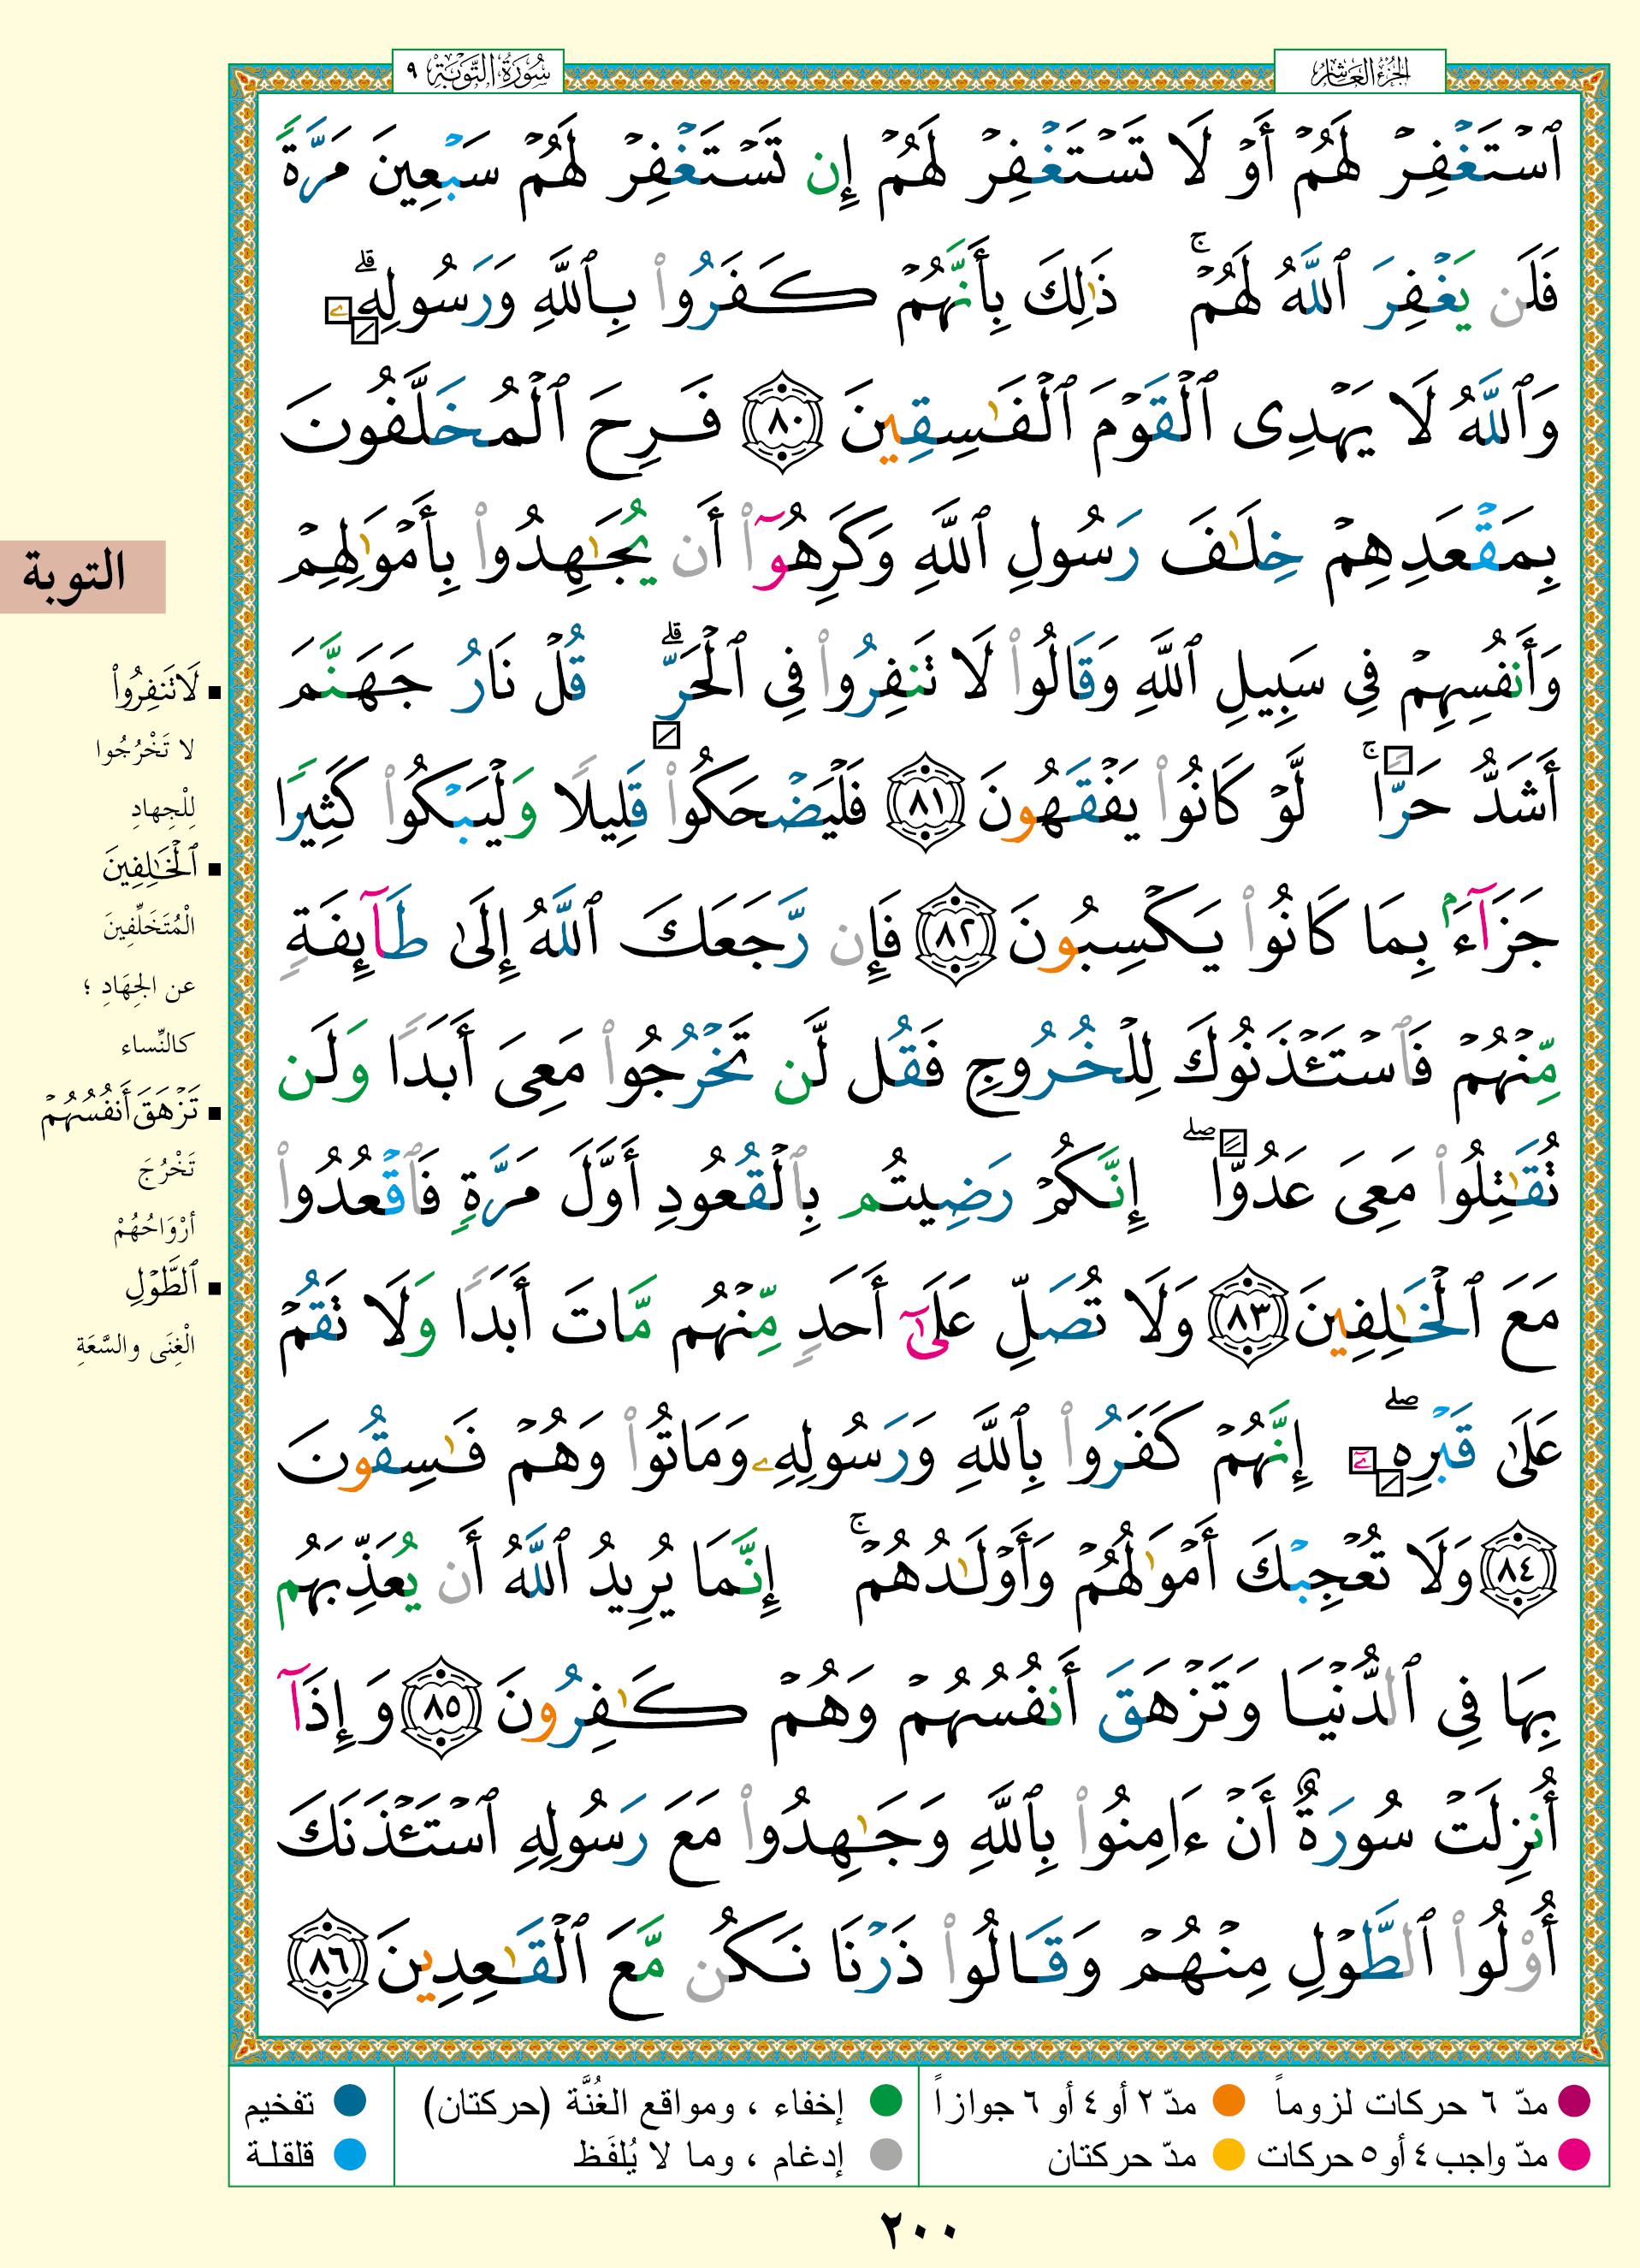 الجزء العاشر
سورة التوبة ٩
ٱسْتَغْفِرْ لَهُمْ أَوْ لَا تَسْتَغْفِرْ لَهُمْ إِن تَسْتَغْفِرْ لَهُمْ سَبْعِينَ مَرَّةً
فَلَن يَغْفِرَ ٱللَّهُ لَهُمْ ۚ ذَٰلِكَ بِأَنَّهُمْ كَفَرُوا۟ بِٱللَّهِ وَرَسُولِهِۦ ۗ
وَٱللَّهُ لَا يَهْدِى ٱلْقَوْمَ ٱلْفَـٰسِقِينَ ٨٠ فَرِحَ ٱلْمُخَلَّفُونَ
بِمَقْعَدِهِمْ خِلَـٰفَ رَسُولِ ٱللَّهِ وَكَرِهُوٓا۟ أَن يُجَـٰهِدُوا۟ بِأَمْوَٰلِهِمْ
وَأَنفُسِهِمْ فِى سَبِيلِ ٱللَّهِ وَقَالُوا۟ لَا تَنفِرُوا۟ فِى ٱلْحَرِّ ۗ قُلْ نَارُ جَهَنَّمَ
أَشَدُّ حَرًّا ۚ لَّوْ كَانُوا۟ يَفْقَهُونَ ٨١ فَلْيَضْحَكُوا۟ قَلِيلًا وَلْيَبْكُوا۟ كَثِيرًا
جَزَآءًۢ بِمَا كَانُوا۟ يَكْسِبُونَ ٨٢ فَإِن رَّجَعَكَ ٱللَّهُ إِلَىٰ طَآئِفَةٍ
مِّنْهُمْ فَٱسْتَـْٔذَنُوكَ لِلْخُرُوجِ فَقُل لَّن تَخْرُجُوا۟ مَعِىَ أَبَدًا وَلَن
تُقَـٰتِلُوا۟ مَعِىَ عَدُوًّا ۖ إِنَّكُمْ رَضِيتُم بِٱلْقُعُودِ أَوَّلَ مَرَّةٍ فَٱقْعُدُوا۟
مَعَ ٱلْخَـٰلِفِينَ ٨٣ وَلَا تُصَلِّ عَلَىٰٓ أَحَدٍ مِّنْهُم مَّاتَ أَبَدًا وَلَا تَقُمْ
عَلَىٰ قَبْرِهِۦٓ ۖ إِنَّهُمْ كَفَرُوا۟ بِٱللَّهِ وَرَسُولِهِۦ وَمَاتُوا۟ وَهُمْ فَـٰسِقُونَ
٨٤ وَلَا تُعْجِبْكَ أَمْوَٰلُهُمْ وَأَوْلَـٰدُهُمْ ۚ إِنَّمَا يُرِيدُ ٱللَّهُ أَن يُعَذِّبَهُم
بِهَا فِى ٱلدُّنْيَا وَتَزْهَقَ أَنفُسُهُمْ وَهُمْ كَـٰفِرُونَ ٨٥ وَإِذَآ
أُنزِلَتْ سُورَةٌ أَنْ ءَامِنُوا۟ بِٱللَّهِ وَجَـٰهِدُوا۟ مَعَ رَسُولِهِ ٱسْتَـْٔذَنَكَ
أُو۟لُوا۟ ٱلطَّوْلِ مِنْهُمْ وَقَالُوا۟ ذَرْنَا نَكُن مَّعَ ٱلْقَـٰعِدِينَ ٨٦
التوبة
لَا تَنفِرُوا۟
لا تَخْرُجُوا
لِلْجِهادِ
ٱلْخَـٰلِفِينَ
الْمُتَخَلِّفِينَ
عن الجِهَادِ ؛
كالنِّساء
تَزْهَقَ أَنفُسُهُمْ
تَخْرُجَ
أرْوَاحُهُمْ
ٱلطَّوْلِ
الْغِنَى والسَّعَةِ
مدّ ٦ حركات لزوماً
مدّ ٢ أو ٤ أو ٦ جوازاً
إخفاء ، ومواقع الغُنَّة (حركتان)
تفخيم
مدّ واجب ٤ أو ٥ حركات
مدّ حركتان
إدغام ، وما لا يُلفَظ
قلقلة
٢٠٠